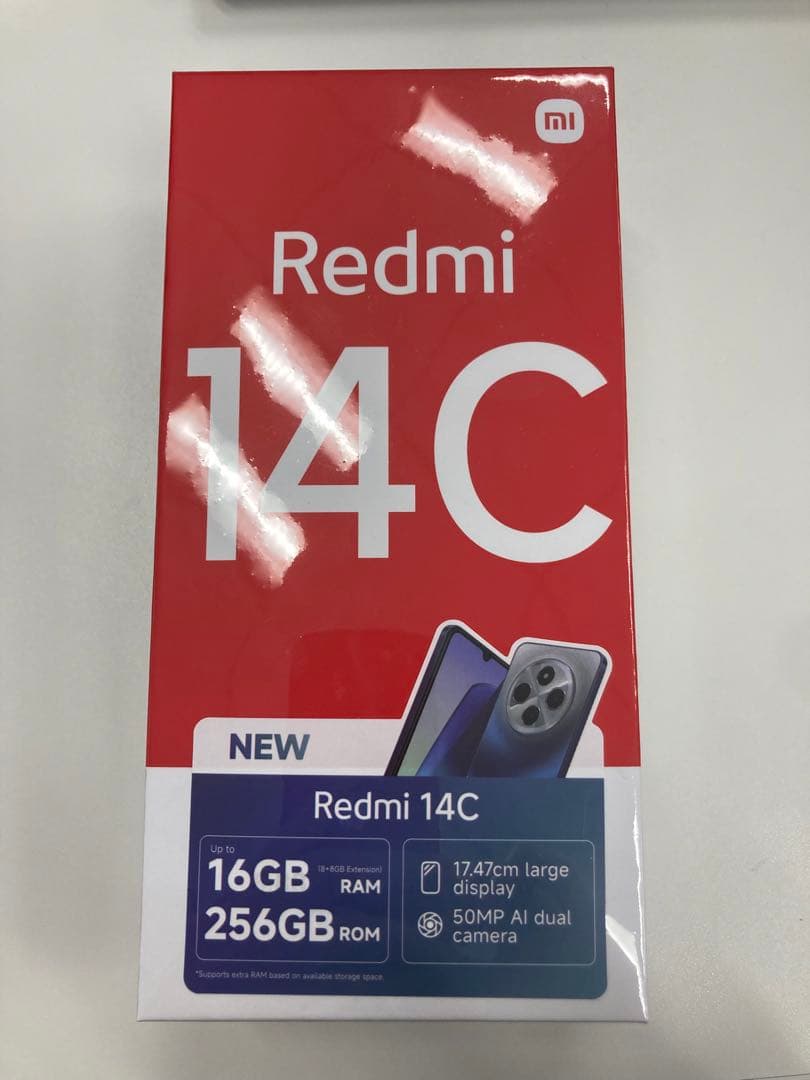 mi
Redmi
14C
NEW
Redmi 14C
Up to
16GB (8+8GB Extension) RAM
256GB ROM
17.47cm large
display
50MP AI dual
camera
*Supports extra RAM based on available storage space.